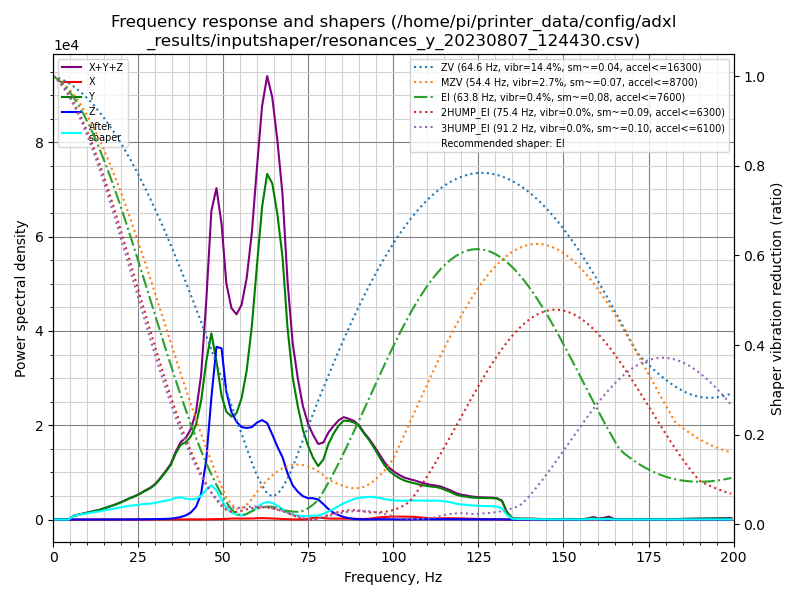 Frequency response and shapers (/home/pi/printer_data/config/adxl
_results/inputshaper/resonances_y_20230807_124430.csv)
1e4
X+Y+Z
X
Y
Z
After
shaper
ZV (64.6 Hz, vibr=14.4%, sm~=0.04, accel<=16300)
MZV (54.4 Hz, vibr=2.7%, sm~=0.07, accel<=8700)
EI (63.8 Hz, vibr=0.4%, sm~=0.08, accel<=7600)
2HUMP_EI (75.4 Hz, vibr=0.0%, sm~=0.09, accel<=6300)
3HUMP_EI (91.2 Hz, vibr=0.0%, sm~=0.10, accel<=6100)
Recommended shaper: EI
Power spectral density
8
6
4
2
0
1.0
0.8
0.6
0.4
0.2
0.0
Shaper vibration reduction (ratio)
0 25 50 75 100 125 150 175 200
Frequency, Hz